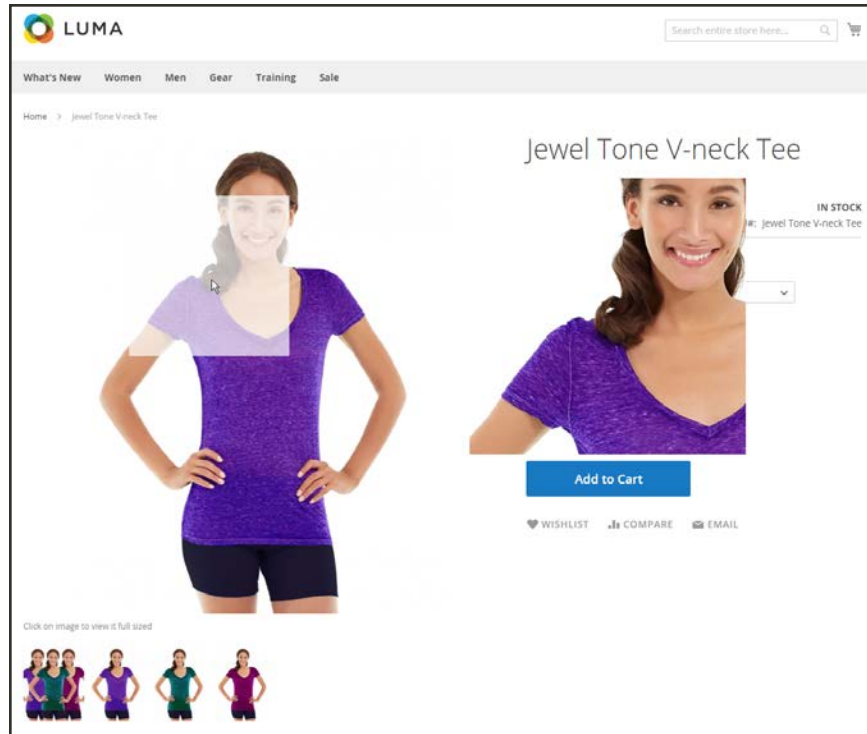 LUMA
Search entire store here...
What's New Women Men Gear Training Sale
Home > Jewel Tone V-neck Tee
Jewel Tone V-neck Tee
IN STOCK
#: Jewel Tone V-neck Tee
Add to Cart
WISHLIST COMPARE EMAIL
Click on image to view it full sized